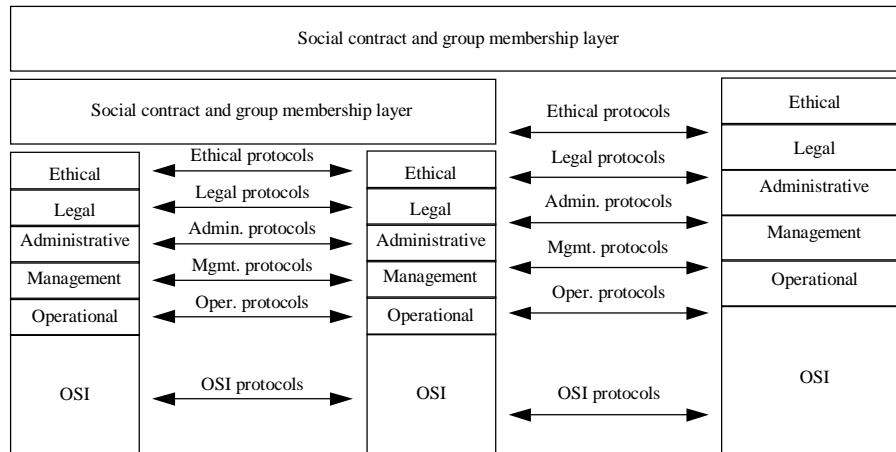 Social contract and group membership layer
Social contract and group membership layer
Ethical protocols
Ethical
Legal protocols
Legal
Admin. protocols
Administrative
Mgmt. protocols
Management
Oper. protocols
Operational
OSI protocols
OSI
Ethical
Ethical protocols
Ethical
Legal
Legal protocols
Legal
Administrative
Admin. protocols
Administrative
Management
Mgmt. protocols
Management
Operational
Oper. protocols
Operational
OSI
OSI protocols
OSI